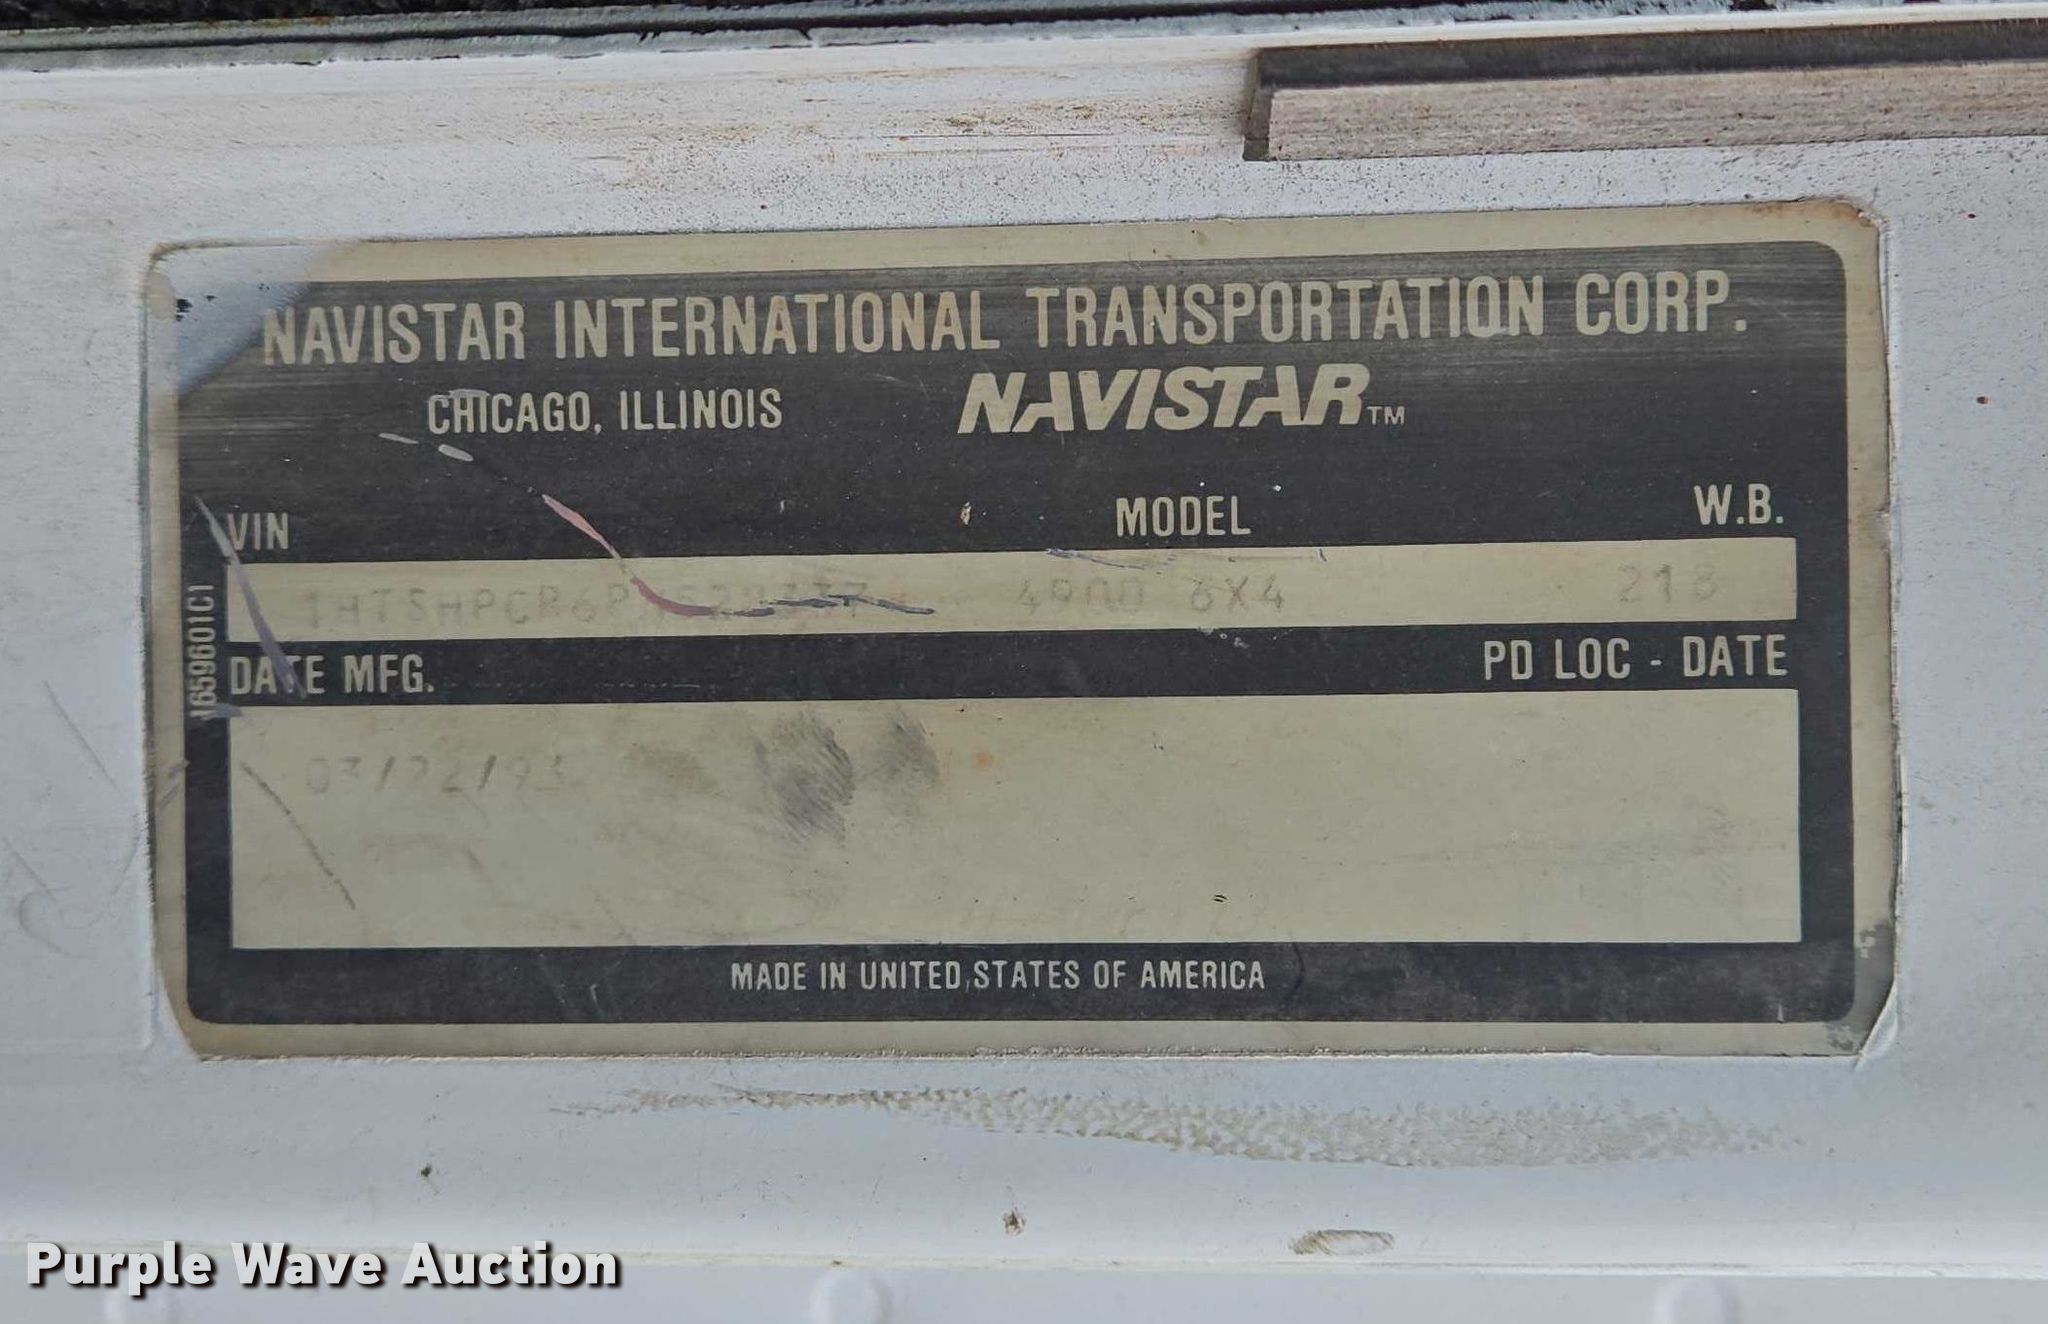 NAVISTAR INTERNATIONAL TRANSPORTATION CORP.
CHICAGO, ILLINOIS NAVISTAR™
VIN MODEL W.B.
4900 6X4 218
DATE MFG. PD LOC - DATE
1659601C1
MADE IN UNITED STATES OF AMERICA
Purple Wave Auction